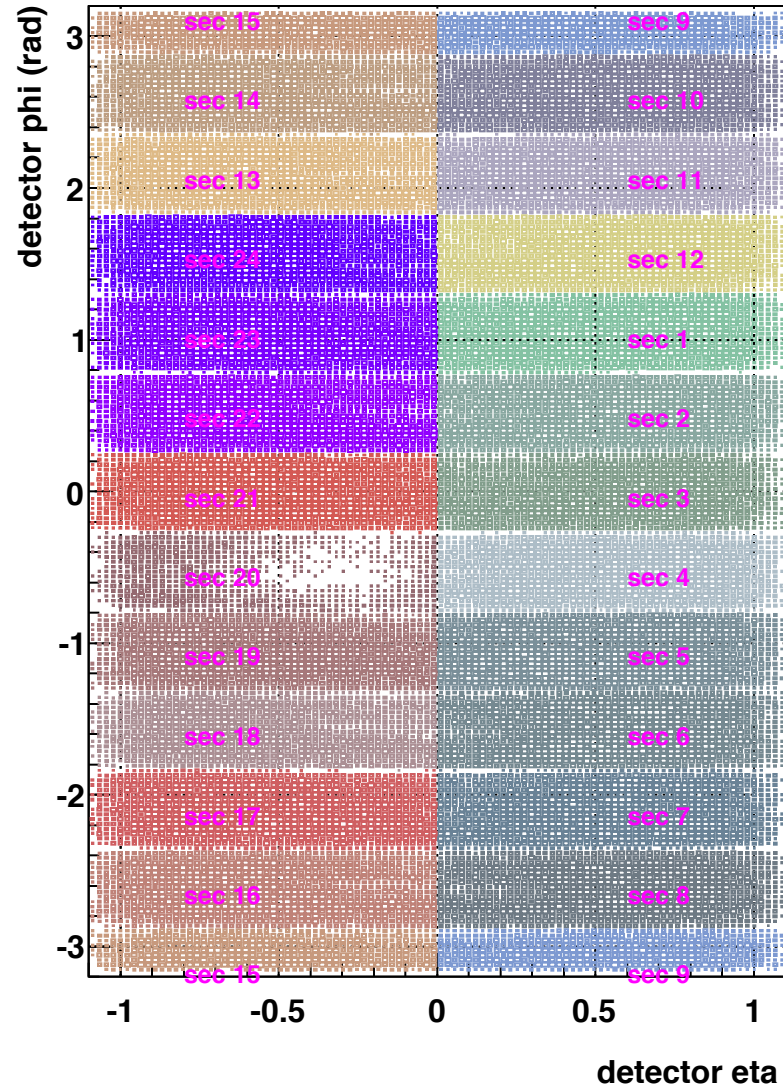 detector phi (rad)
3
sec 15
sec 9
sec 14
sec 10
sec 13
sec 11
2
sec 24
sec 12
1
sec 23
sec 1
sec 22
sec 2
0
sec 21
sec 3
sec 20
sec 4
-1
sec 19
sec 5
sec 18
sec 6
-2
sec 17
sec 7
sec 16
sec 8
-3
sec 15
sec 9
-1
-0.5
0
0.5
1
detector eta